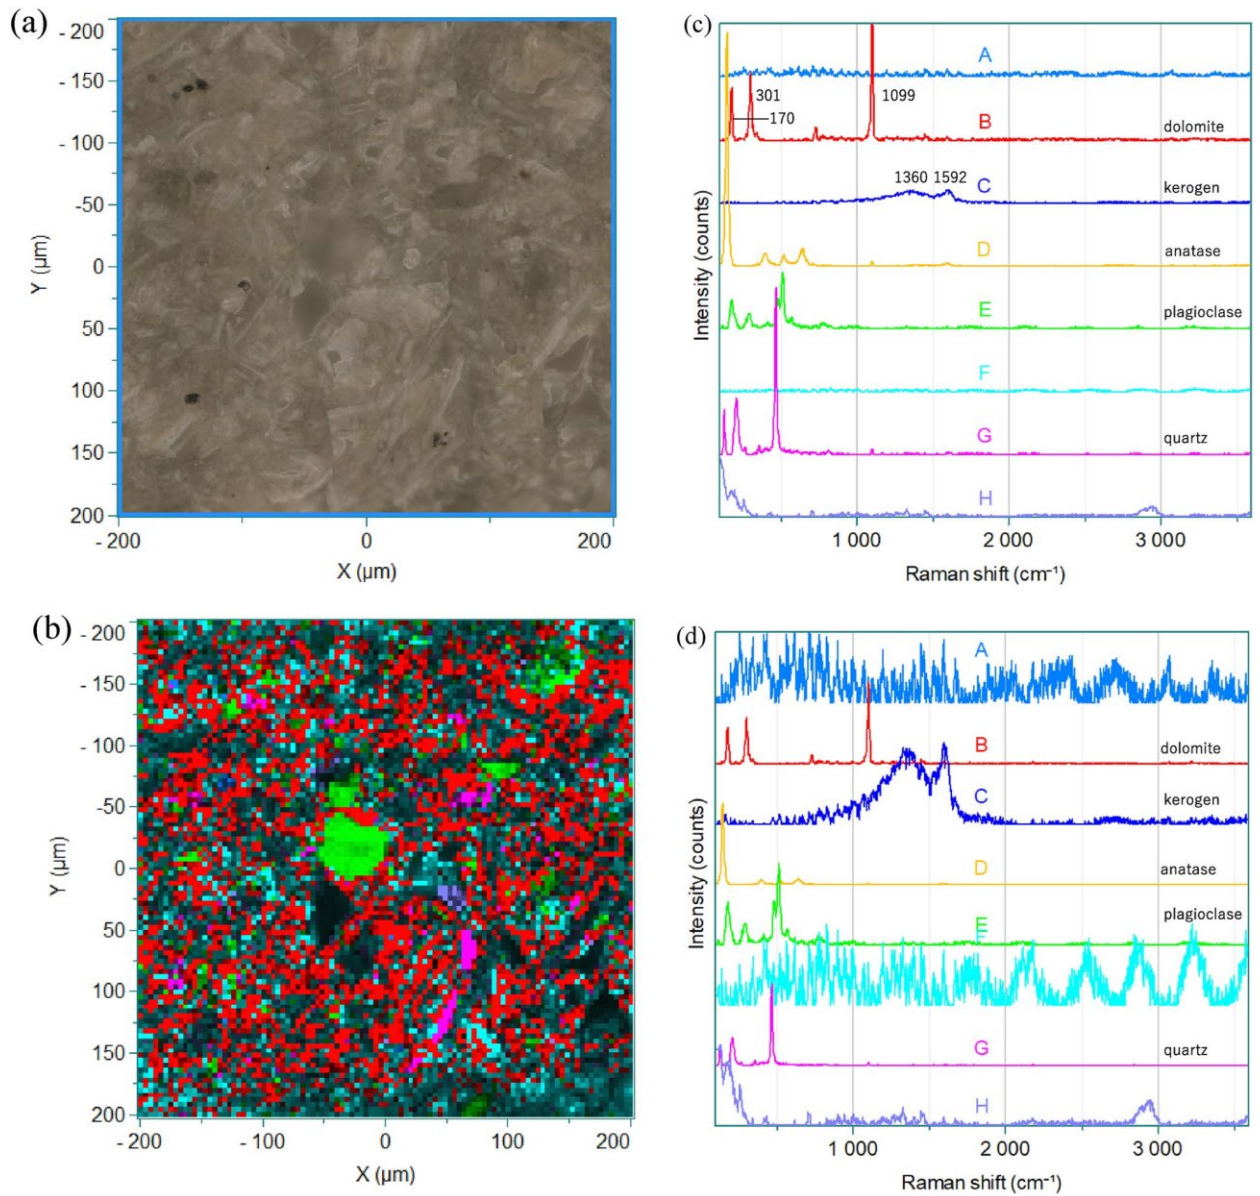 (a)
- 200
- 150
- 100
-50
0
50
100
150
200
Y (µm)
- 200
0
200
X (µm)
(c)
A
301
1099
170
B
dolomite
1360 1592
C
kerogen
D
anatase
E
plagioclase
F
G
quartz
H
Intensity (counts)
1 000
2 000
3 000
Raman shift (cm⁻¹)
(b)
- 200
- 150
- 100
-50
0
50
100
150
200
Y (µm)
- 200
- 100
0
100
200
X (µm)
(d)
A
B
dolomite
C
kerogen
D
anatase
plagioclase
E
F
G
quartz
H
Intensity (counts)
1 000
2 000
3 000
Raman shift (cm⁻¹)